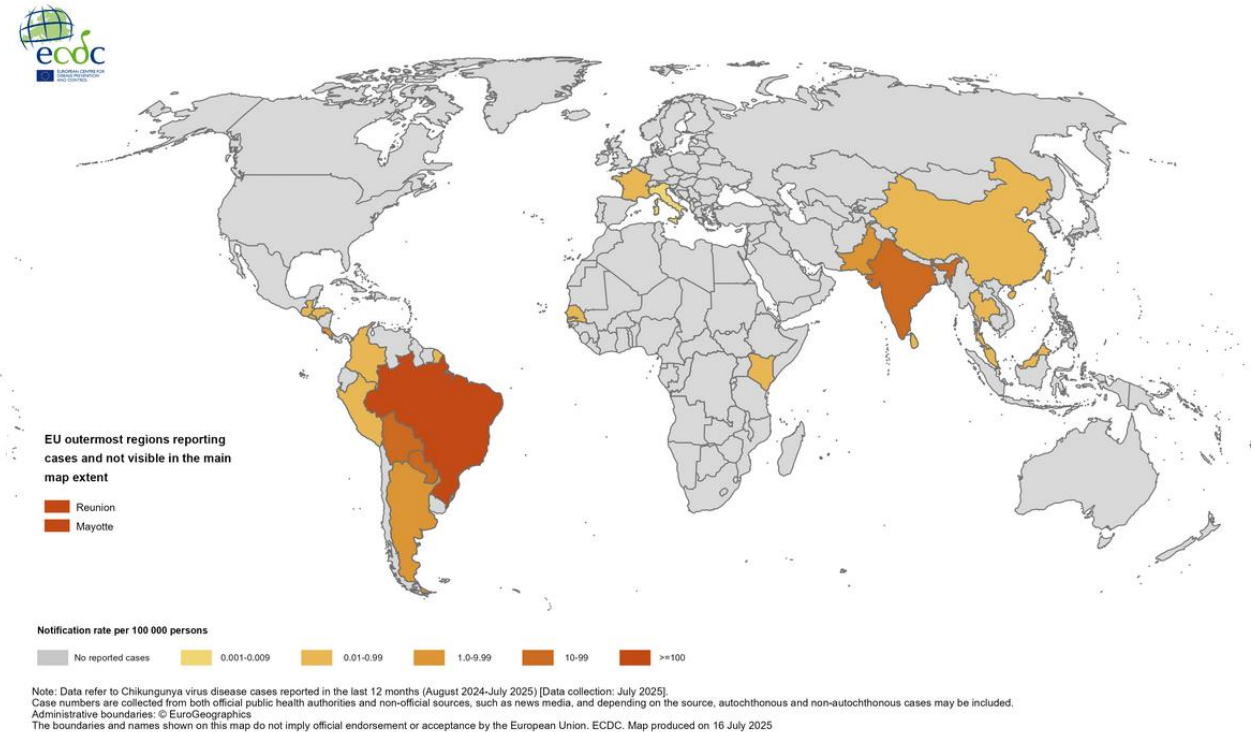 ecdc
EUROPEAN CENTRE FOR
DISEASE PREVENTION
AND CONTROL
EU outermost regions reporting
cases and not visible in the main
map extent
Reunion
Mayotte
Notification rate per 100 000 persons
No reported cases
0.001-0.009
0.01-0.99
1.0-9.99
10-99
>=100
Note: Data refer to Chikungunya virus disease cases reported in the last 12 months (August 2024-July 2025) [Data collection: July 2025].
Case numbers are collected from both official public health authorities and non-official sources, such as news media, and depending on the source, autochthonous and non-autochthonous cases may be included.
Administrative boundaries: © EuroGeographics
The boundaries and names shown on this map do not imply official endorsement or acceptance by the European Union. ECDC. Map produced on 16 July 2025